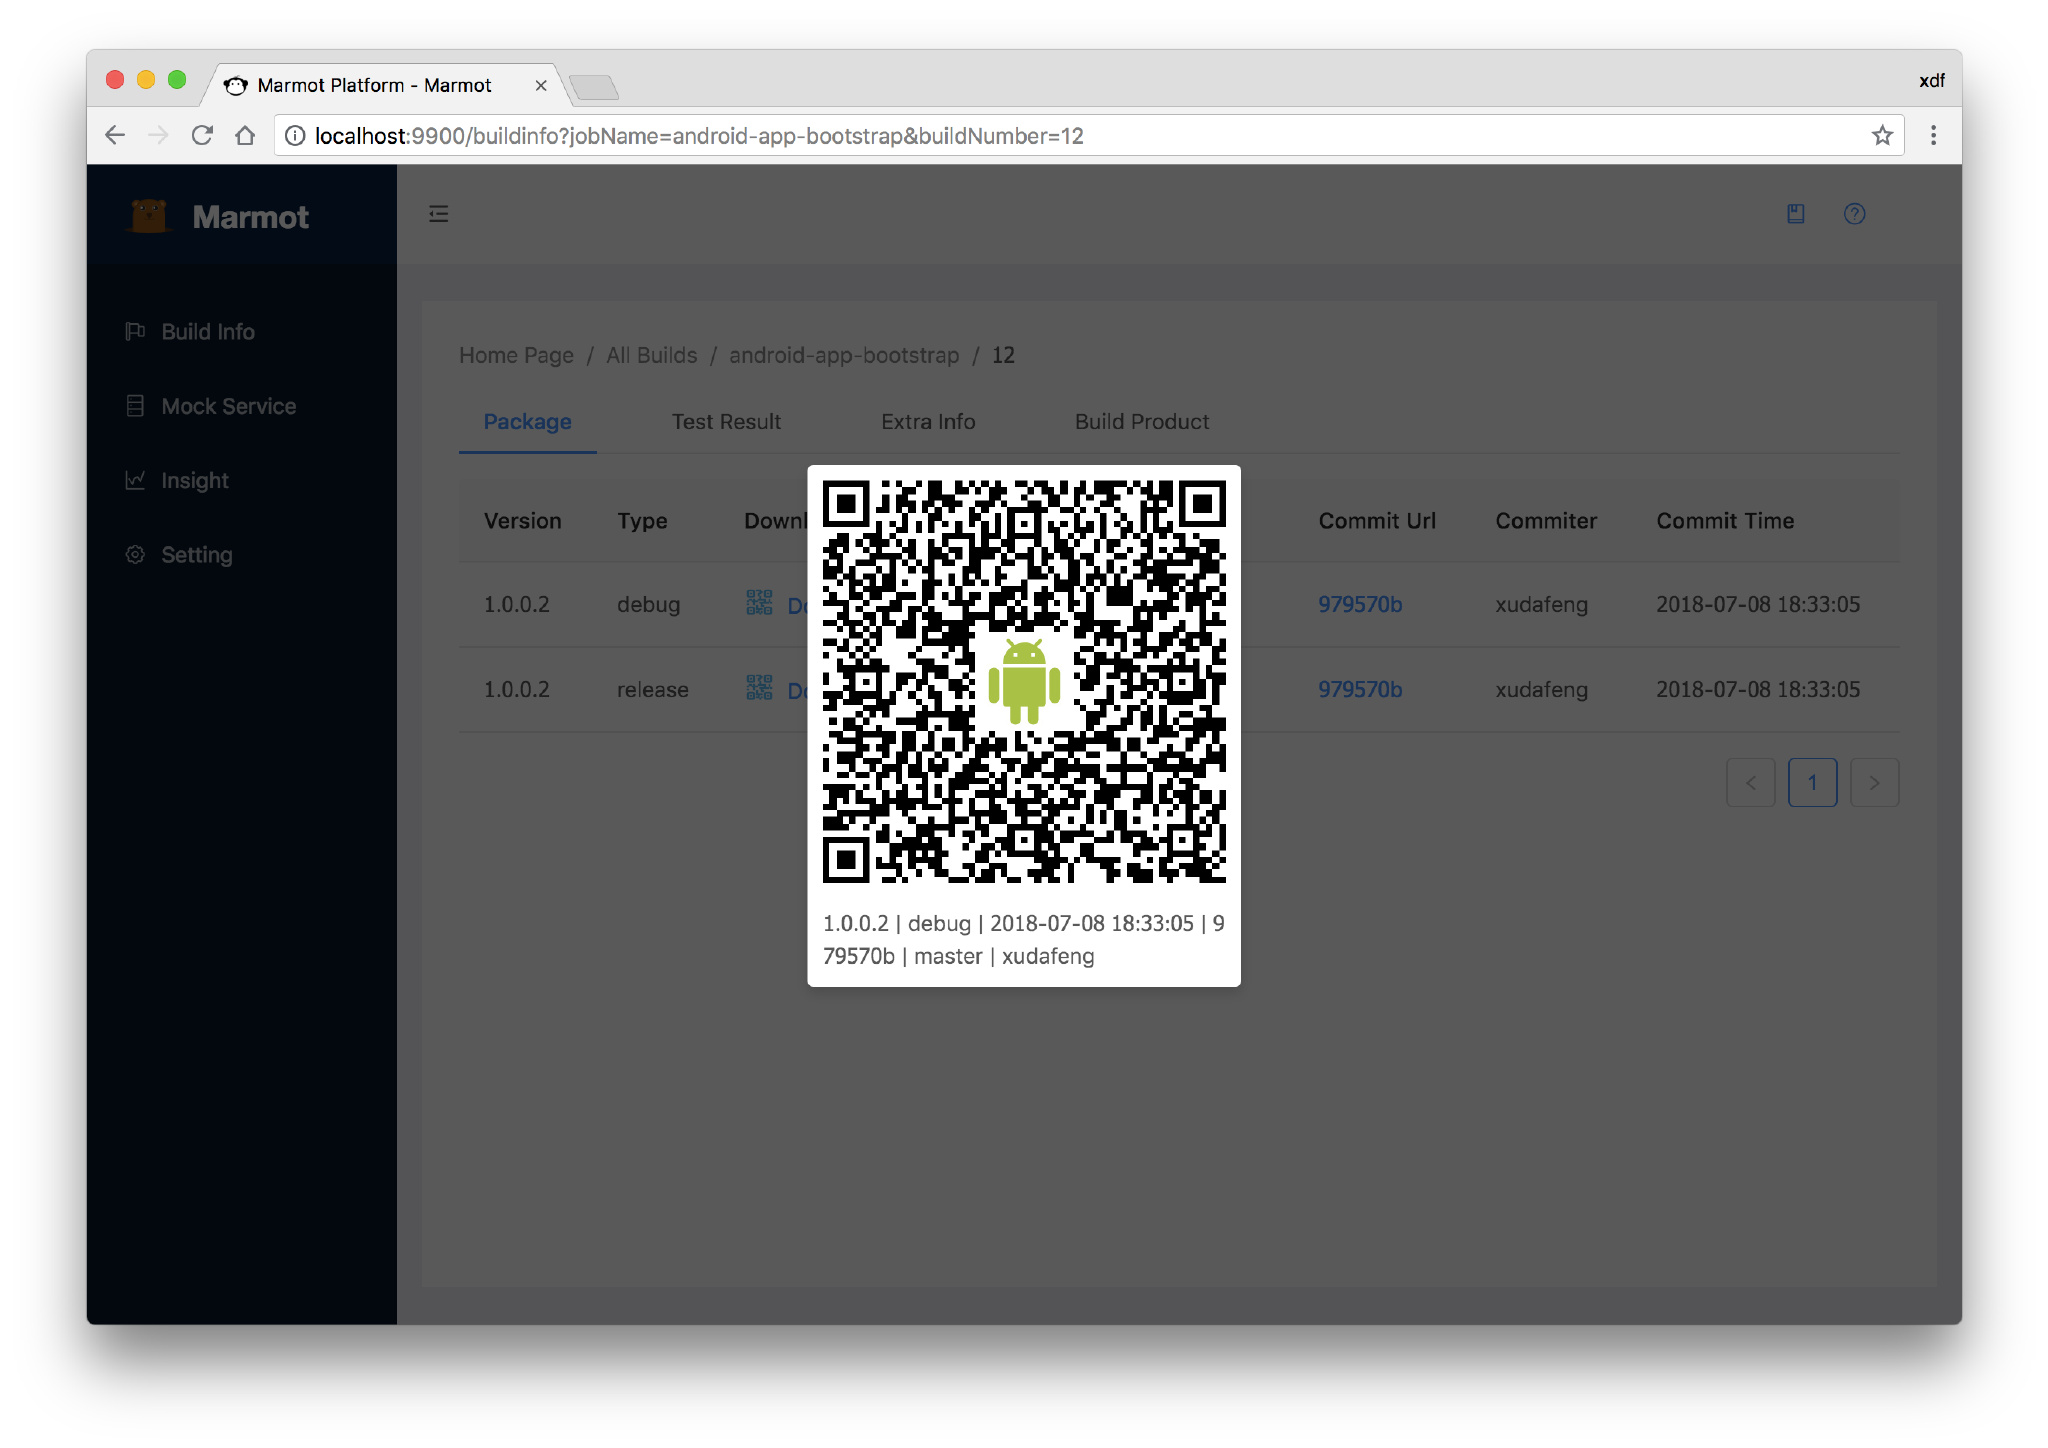 Marmot Platform - Marmot
xdf
localhost:9900/buildinfo?jobName=android-app-bootstrap&buildNumber=12
Marmot
Build Info
Mock Service
Insight
Setting
Home Page / All Builds / android-app-bootstrap / 12
Package Test Result Extra Info Build Product
Version Type Commit Url Commiter Commit Time
1.0.0.2 debug 979570b xudafeng 2018-07-08 18:33:05
1.0.0.2 release 979570b xudafeng 2018-07-08 18:33:05
1
1.0.0.2 | debug | 2018-07-08 18:33:05 | 9
79570b | master | xudafeng